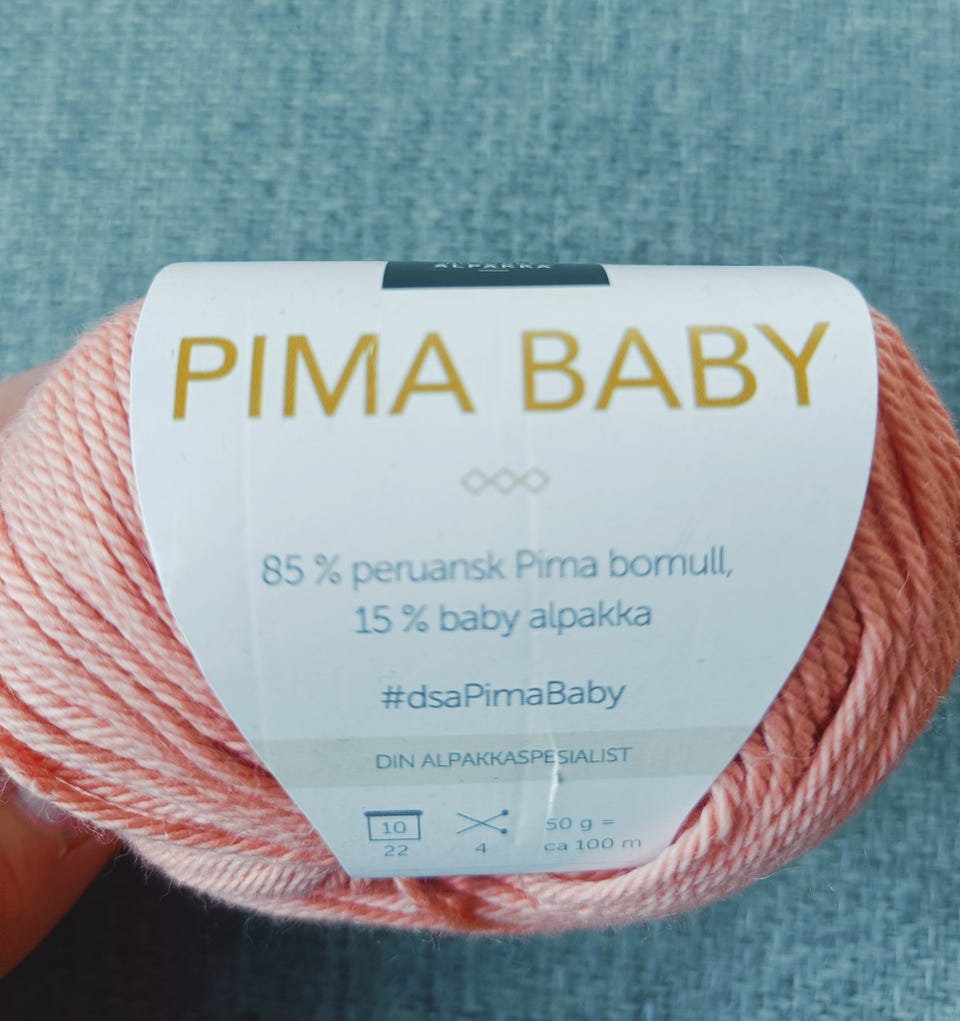 ALPAKKA
PIMA BABY
85 % peruansk Pima bomull,
15 % baby alpakka
#dsaPimaBaby
DIN ALPAKKASPESIALIST
10
22
4
50 g =
ca 100 m